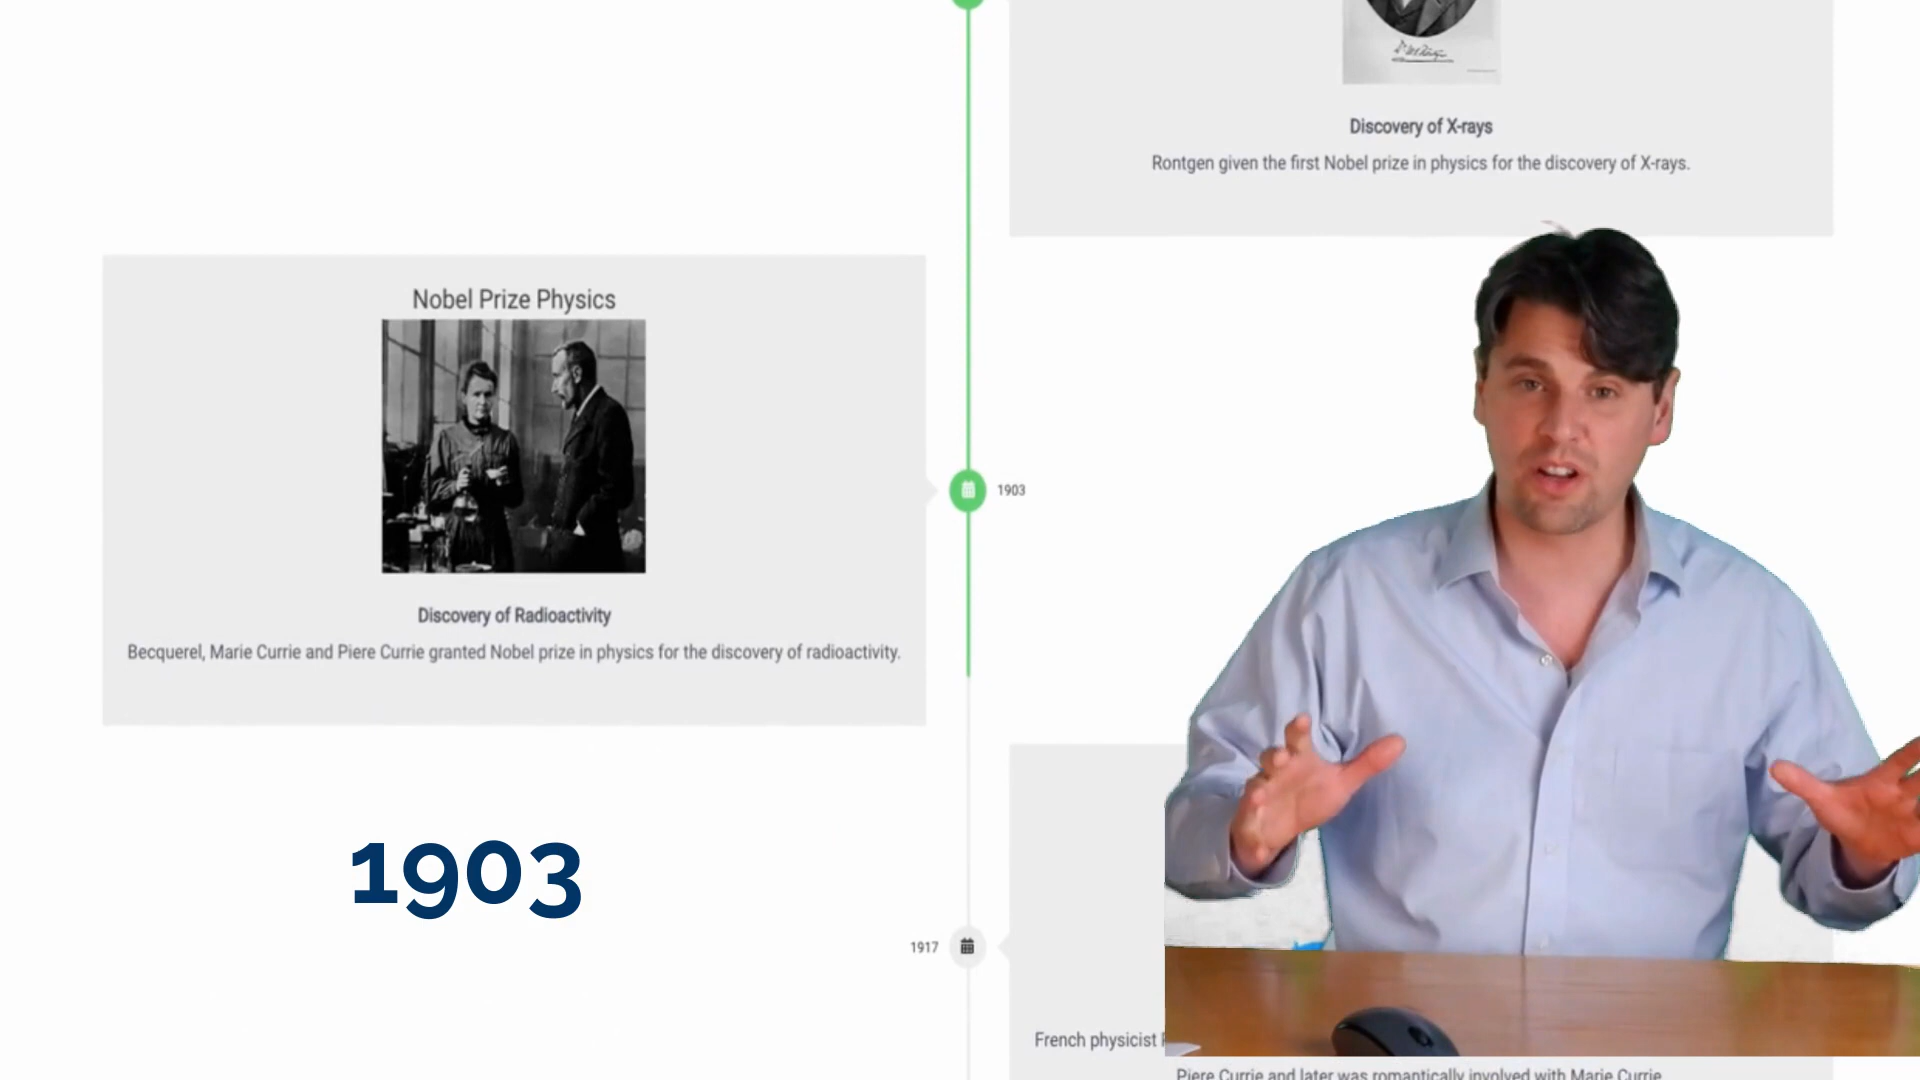 Discovery of X-rays
Rontgen given the first Nobel prize in physics for the discovery of X-rays.
Nobel Prize Physics
1903
Discovery of Radioactivity
Becquerel, Marie Currie and Piere Currie granted Nobel prize in physics for the discovery of radioactivity.
1903
1917
French physicist
Piere Currie and later was romantically involved with Marie Currie